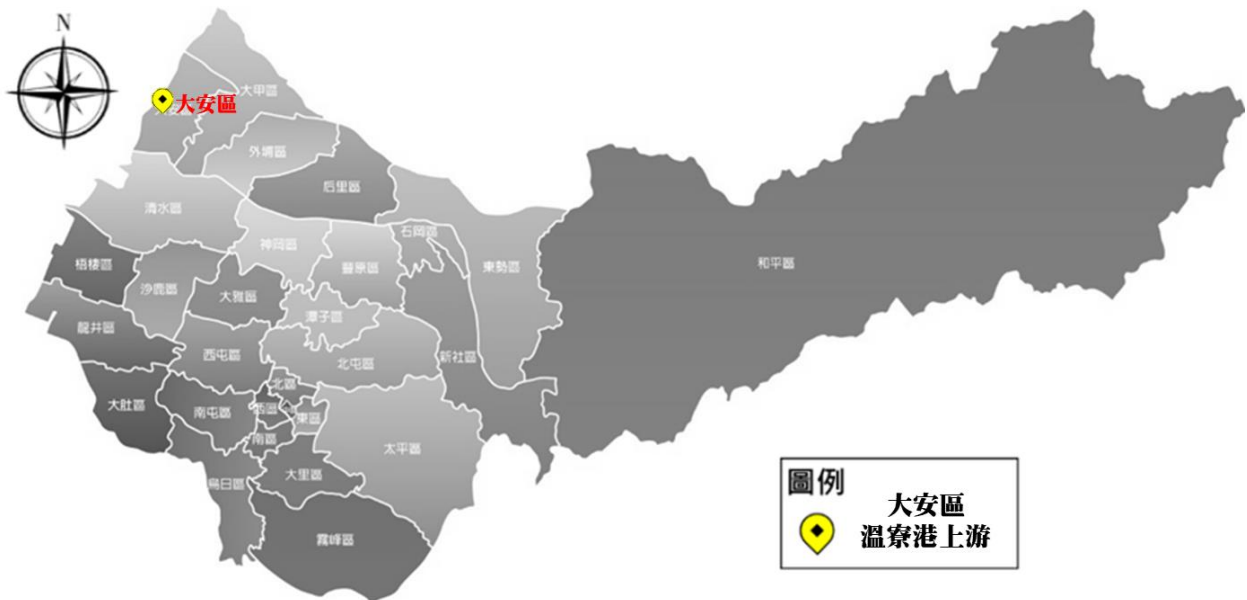 N
大甲區
大安區
外埔區
后里區
清水區
石岡區
神岡區
東勢區
豐原區
和平區
梧棲區
沙鹿區
大雅區
潭子區
龍井區
西屯區
新社區
北屯區
北區
大肚區
南屯區
西區
東區
南區
太平區
大里區
烏日區
霧峰區
圖例
大安區
溫寮港上游